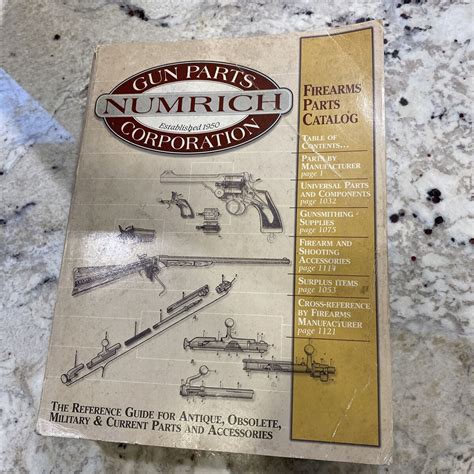 GUN PARTS
NUMRICH
Established 1950
CORPORATION
FIREARMS
PARTS
CATALOG
TABLE OF
CONTENTS...
PARTS BY
MANUFACTURER
page 1
UNIVERSAL PARTS
AND COMPONENTS
page 1032
GUNSMITHING
SUPPLIES
page 1075
FIREARM AND
SHOOTING
ACCESSORIES
page 1114
SURPLUS ITEMS
page 1053
CROSS-REFERENCE
BY FIREARMS
MANUFACTURER
page 1121
THE REFERENCE GUIDE FOR ANTIQUE, OBSOLETE,
MILITARY & CURRENT PARTS AND ACCESSORIES